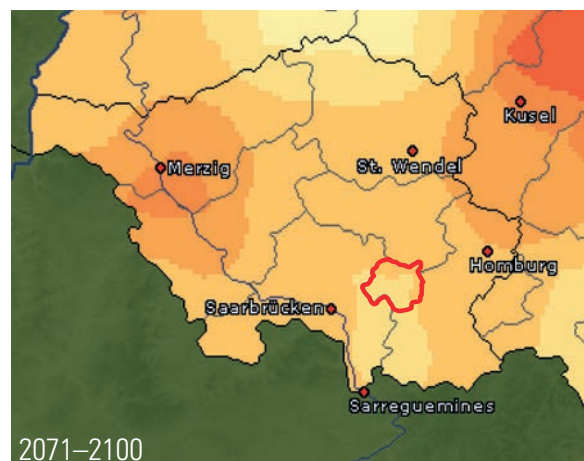 Kusel
St. Wendel
Merzig
Homburg
Saarbrücken
Sarreguemines
2071–2100